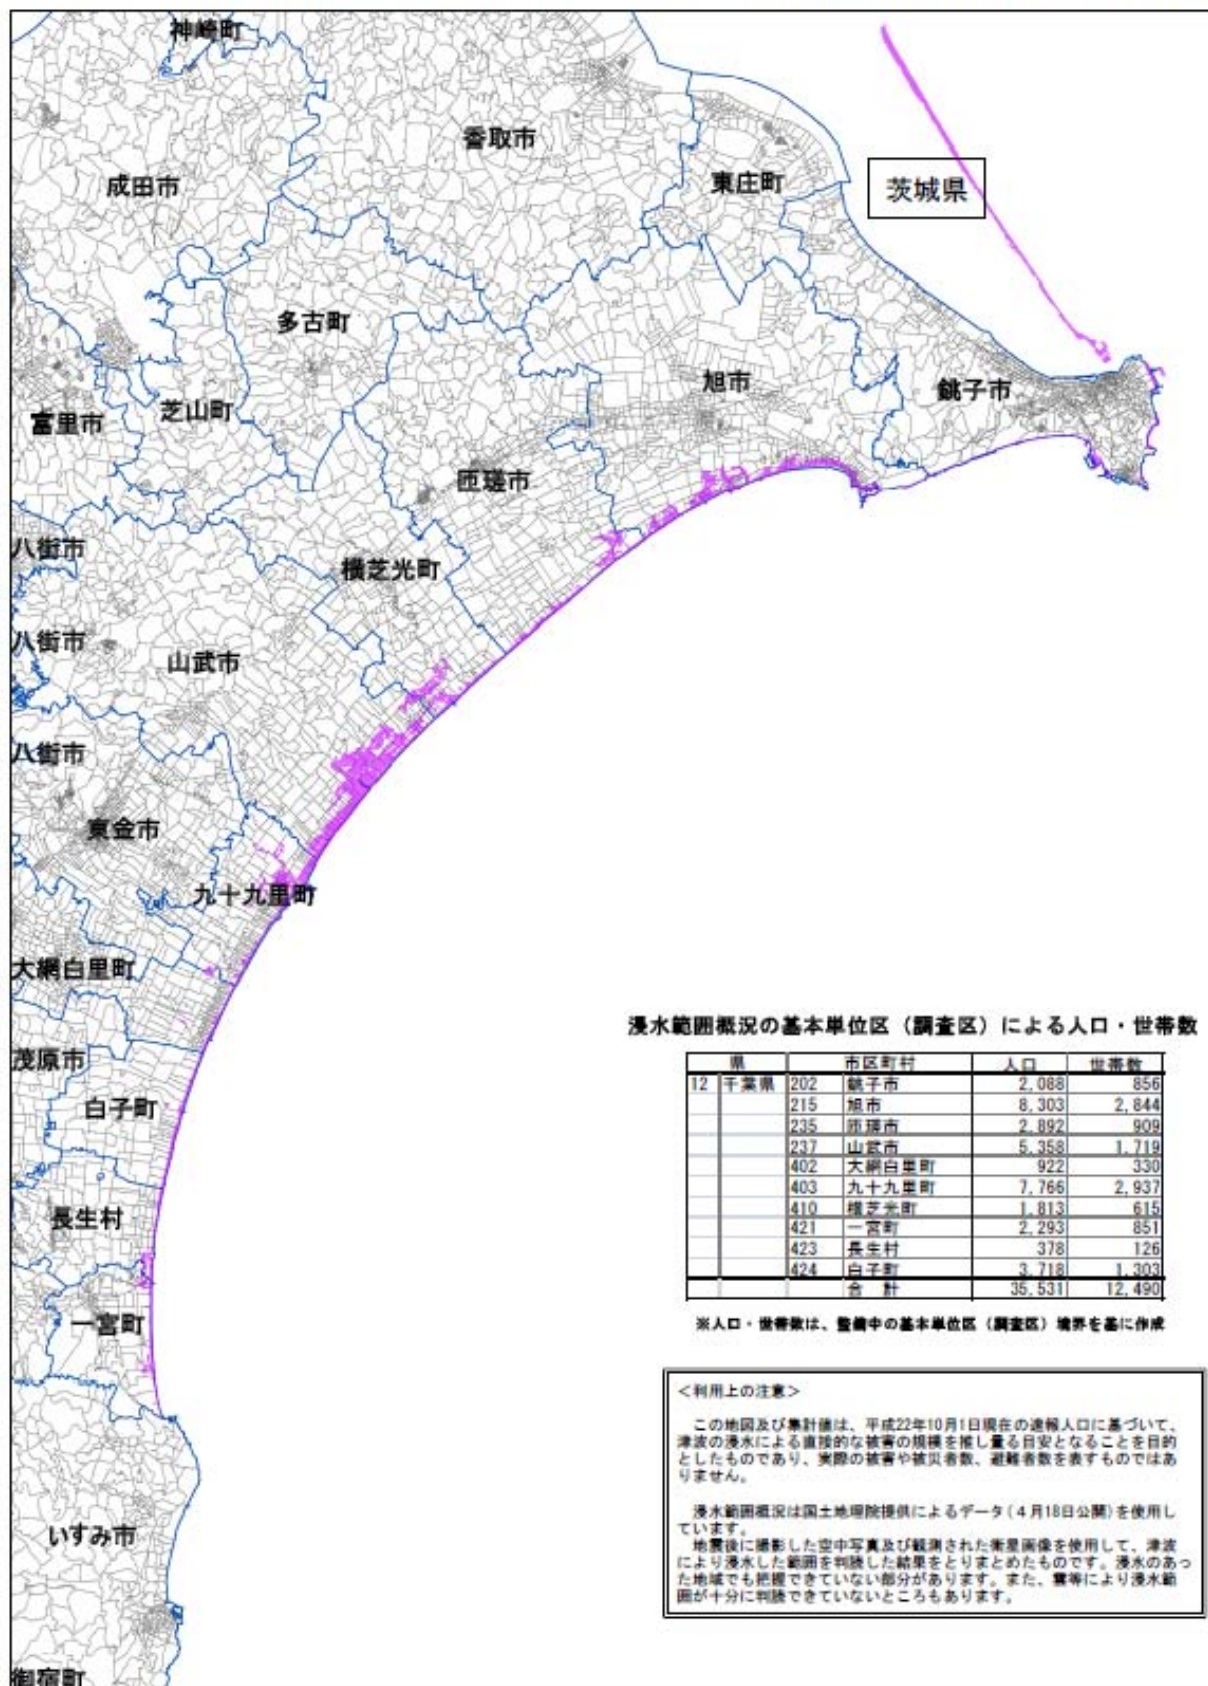 神崎町
香取市
成田市
東庄町
茨城県
多古町
旭市
銚子市
芝山町
富里市
匝瑳市
八街市
横芝光町
八街市
山武市
八街市
東金市
九十九里町
大網白里町
茂原市
白子町
長生村
一宮町
いすみ市
御宿町
浸水範囲概況の基本単位区（調査区）による人口・世帯数
県 市区町村 人口 世帯数
12 千葉県 202 銚子市 2,088 856
215 旭市 8,303 2,844
235 匝瑳市 2,892 909
237 山武市 5,358 1,719
402 大網白里町 922 330
403 九十九里町 7,766 2,937
410 横芝光町 1,813 615
421 一宮町 2,293 851
423 長生村 378 126
424 白子町 3,718 1,303
合計 35,531 12,490
※人口・世帯数は、整備中の基本単位区（調査区）境界を基に作成
＜利用上の注意＞
この地図及び集計値は、平成22年10月1日現在の速報人口に基づいて、
津波の浸水による直接的な被害の規模を推し量る目安となることを目的
としたものであり、実際の被害や被災者数、避難者数を表すものではあ
りません。
浸水範囲概況は国土地理院提供によるデータ(４月18日公開)を使用し
ています。
地震後に撮影した空中写真及び観測された衛星画像を使用して、津波
により浸水した範囲を判読した結果をとりまとめたものです。浸水のあっ
た地域でも把握できていない部分があります。また、雲等により浸水範
囲が十分に判読できていないところもあります。